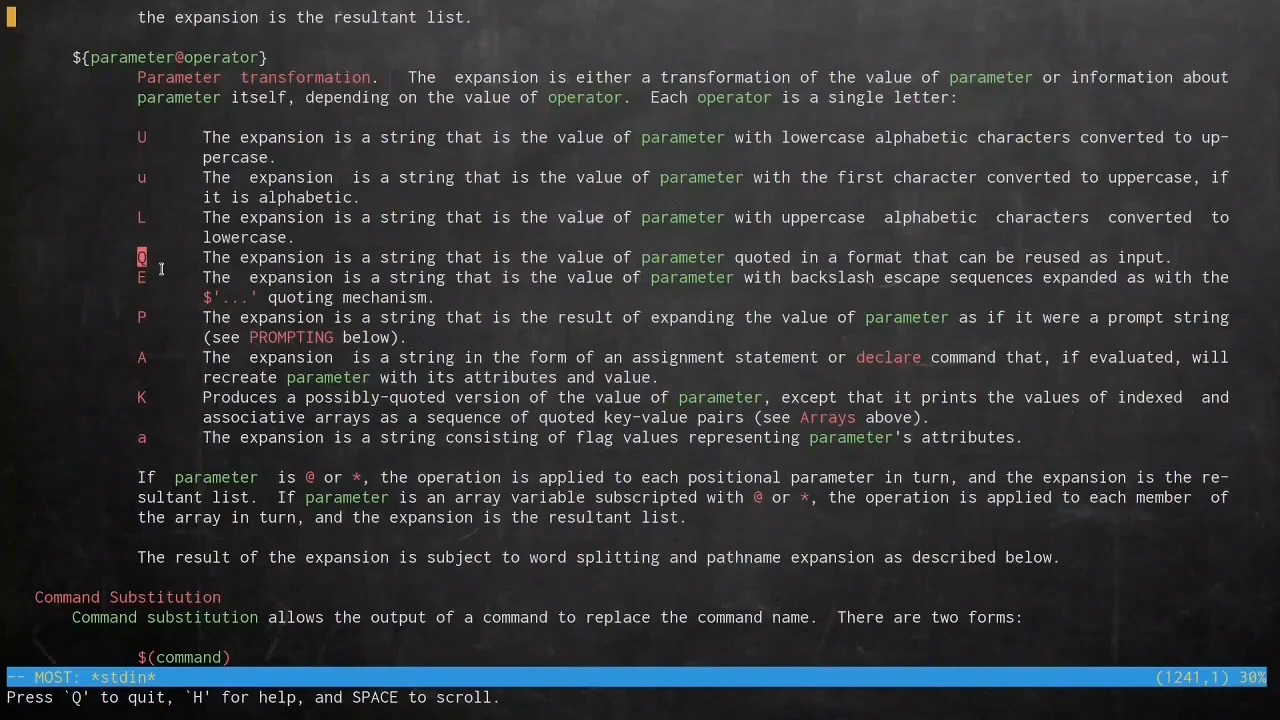 the expansion is the resultant list.
${parameter@operator}
Parameter transformation. The expansion is either a transformation of the value of parameter or information about
parameter itself, depending on the value of operator. Each operator is a single letter:
U The expansion is a string that is the value of parameter with lowercase alphabetic characters converted to up-
percase.
u The expansion is a string that is the value of parameter with the first character converted to uppercase, if
it is alphabetic.
L The expansion is a string that is the value of parameter with uppercase alphabetic characters converted to
lowercase.
Q The expansion is a string that is the value of parameter quoted in a format that can be reused as input.
E The expansion is a string that is the value of parameter with backslash escape sequences expanded as with the
$'...' quoting mechanism.
P The expansion is a string that is the result of expanding the value of parameter as if it were a prompt string
(see PROMPTING below).
A The expansion is a string in the form of an assignment statement or declare command that, if evaluated, will
recreate parameter with its attributes and value.
K Produces a possibly-quoted version of the value of parameter, except that it prints the values of indexed and
associative arrays as a sequence of quoted key-value pairs (see Arrays above).
a The expansion is a string consisting of flag values representing parameter's attributes.
If parameter is @ or *, the operation is applied to each positional parameter in turn, and the expansion is the re-
sultant list. If parameter is an array variable subscripted with @ or *, the operation is applied to each member of
the array in turn, and the expansion is the resultant list.
The result of the expansion is subject to word splitting and pathname expansion as described below.
Command Substitution
Command substitution allows the output of a command to replace the command name. There are two forms:
$(command)
-- MOST: *stdin* (1241,1) 30%
Press `Q' to quit, `H' for help, and SPACE to scroll.